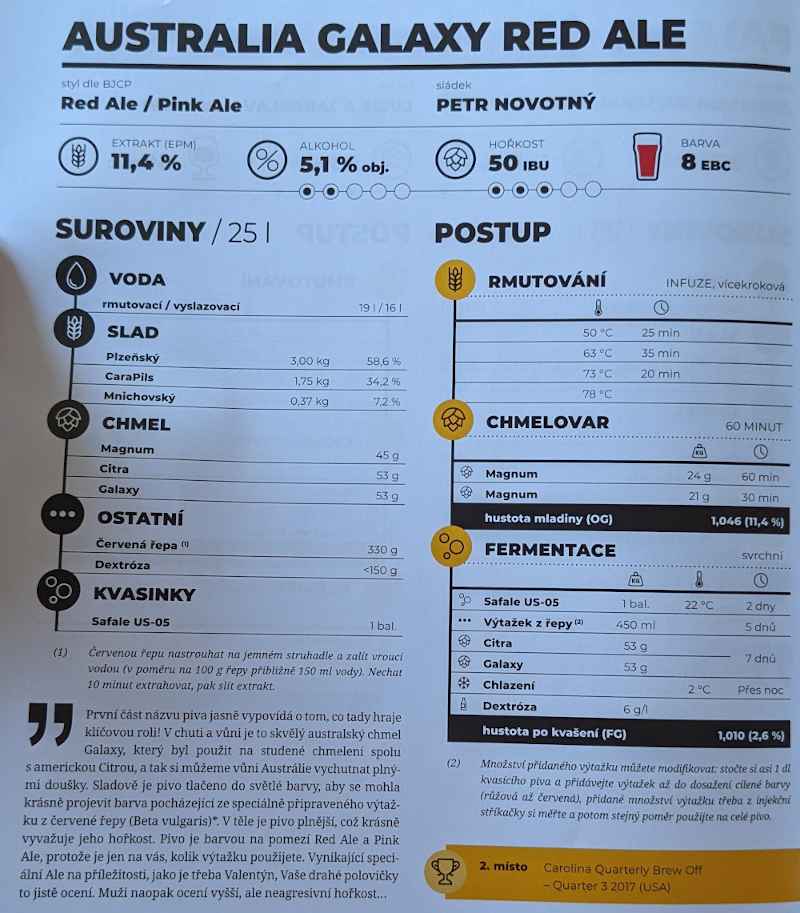 AUSTRALIA GALAXY RED ALE
styl dle BJCP
Red Ale / Pink Ale
sládek
PETR NOVOTNÝ
EXTRAKT (EPM)
11,4 %
ALKOHOL
5,1 % obj.
HOŘKOST
50 IBU
BARVA
8 EBC
SUROVINY / 25 l
VODA
rmutovací / vyslazovací 19 l / 16 l
SLAD
Plzeňský 3,00 kg 58,6 %
CaraPils 1,75 kg 34,2 %
Mnichovský 0,37 kg 7,2 %
CHMEL
Magnum 45 g
Citra 53 g
Galaxy 53 g
OSTATNÍ
Červená řepa (1) 330 g
Dextróza <150 g
KVASINKY
Safale US-05 1 bal.
(1) Červenou řepu nastrouhat na jemném struhadle a zalít vroucí
vodou (v poměru na 100 g řepy přibližně 150 ml vody). Nechat
10 minut extrahovat, pak slít extrakt.
První část názvu piva jasně vypovídá o tom, co tady hraje
klíčovou roli! V chuti a vůni je to skvělý australský chmel
Galaxy, který byl použit na studené chmelení spolu
s americkou Citrou, a tak si můžeme vůni Austrálie vychutnat plný-
mi doušky. Sladově je pivo tlačeno do světlé barvy, aby se mohla
krásně projevit barva pocházející ze speciálně připraveného výtaž-
ku z červené řepy (Beta vulgaris)*. V těle je pivo plnější, což krásně
vyvažuje jeho hořkost. Pivo je barvou na pomezí Red Ale a Pink
Ale, protože je jen na vás, kolik výtažku použijete. Vynikající speci-
ální Ale na příležitosti, jako je třeba Valentýn, Vaše drahé polovičky
to jistě ocení. Muži naopak ocení vyšší, ale neagresivní hořkost...
POSTUP
RMUTOVÁNÍ INFUZE, vícekroková
50 °C 25 min
63 °C 35 min
73 °C 20 min
78 °C
CHMELOVAR 60 MINUT
KG
Magnum 24 g 60 min
Magnum 21 g 30 min
hustota mladiny (OG) 1,046 (11,4 %)
FERMENTACE svrchní
KG
Safale US-05 1 bal. 22 °C 2 dny
Výtažek z řepy (2) 450 ml 5 dnů
Citra 53 g
7 dnů
Galaxy 53 g
Chlazení 2 °C Přes noc
Dextróza 6 g/l
hustota po kvašení (FG) 1,010 (2,6 %)
(2) Množství přidaného výtažku můžete modifikovat: stočte si asi 1 dl
kvasícího piva a přidávejte výtažek až do dosažení cílené barvy
(růžová až červená), přidané množství výtažku třeba z injekční
stříkačky si měřte a potom stejný poměr použijte na celé pivo.
2. místo Carolina Quarterly Brew Off
– Quarter 3 2017 (USA)